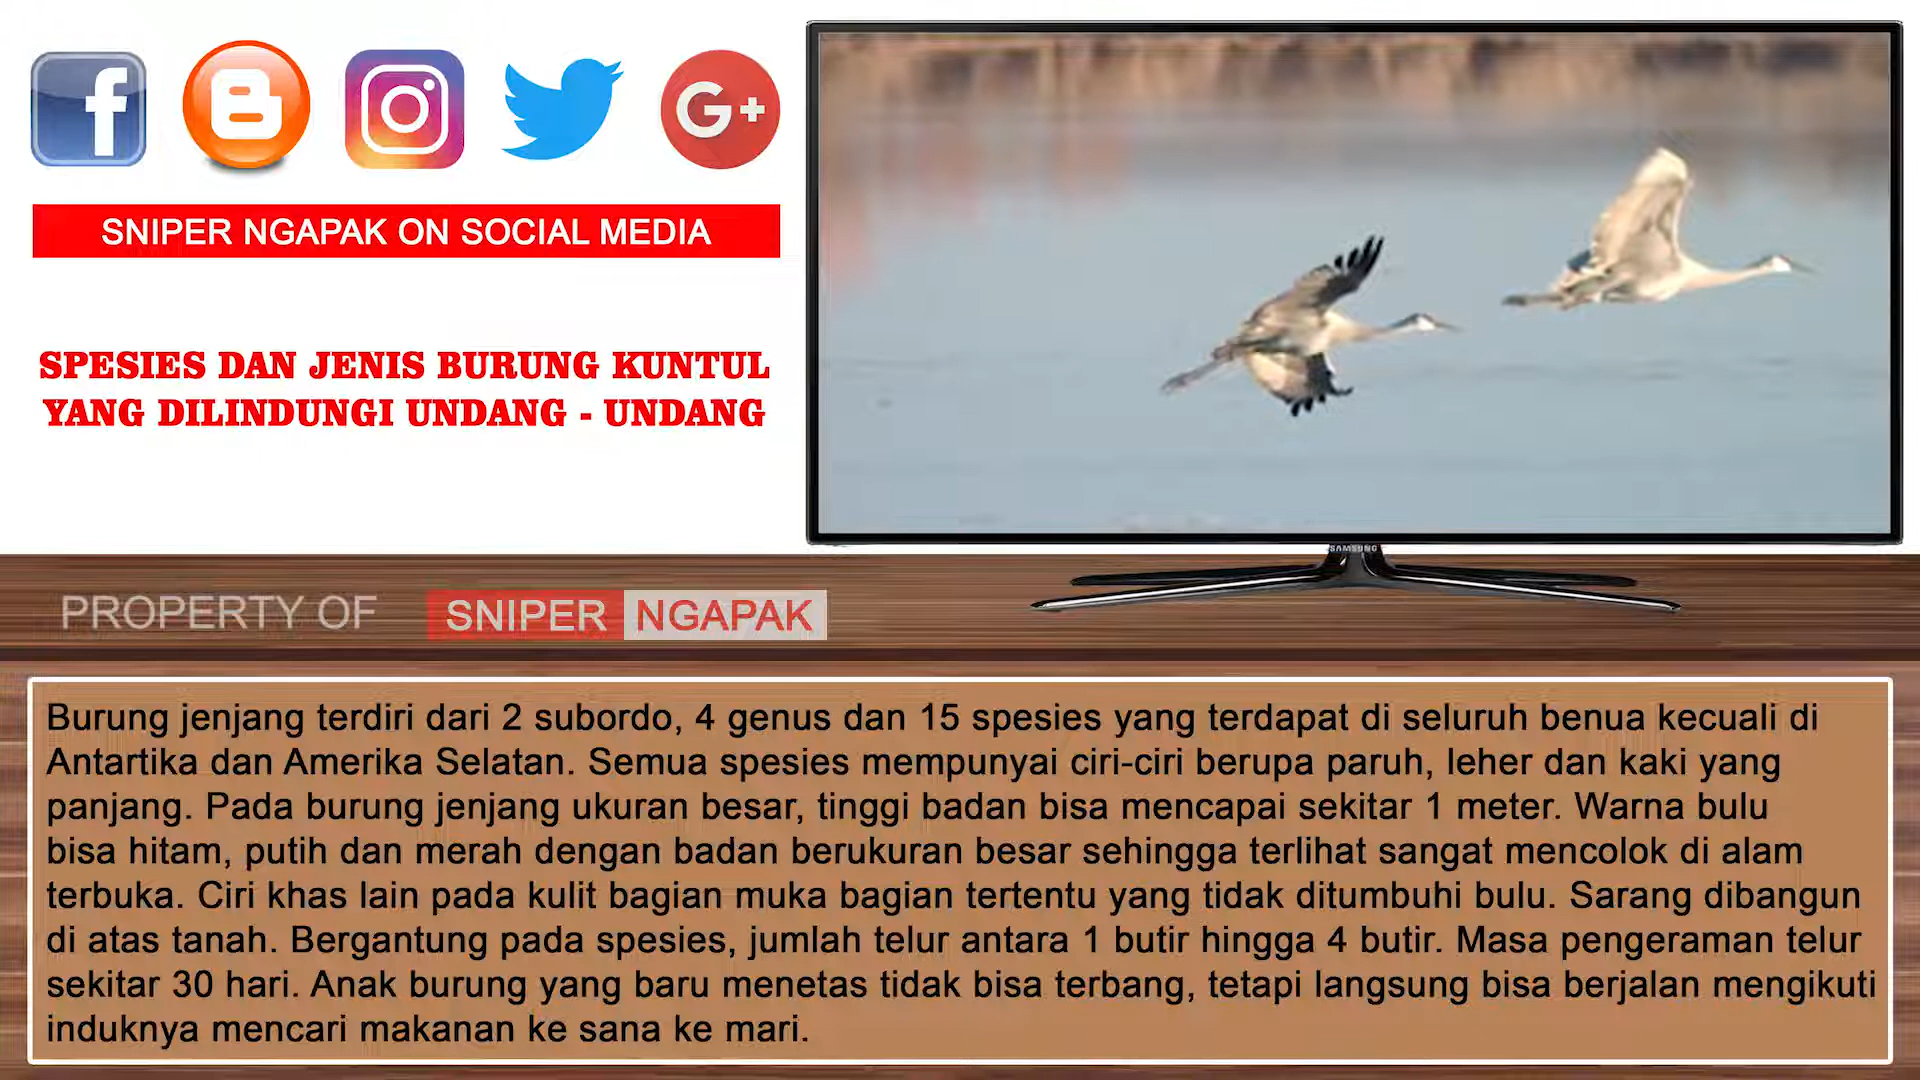 SNIPER NGAPAK ON SOCIAL MEDIA
SPESIES DAN JENIS BURUNG KUNTUL
YANG DILINDUNGI UNDANG - UNDANG
SAMSUNG
PROPERTY OF SNIPER NGAPAK
Burung jenjang terdiri dari 2 subordo, 4 genus dan 15 spesies yang terdapat di seluruh benua kecuali di
Antartika dan Amerika Selatan. Semua spesies mempunyai ciri-ciri berupa paruh, leher dan kaki yang
panjang. Pada burung jenjang ukuran besar, tinggi badan bisa mencapai sekitar 1 meter. Warna bulu
bisa hitam, putih dan merah dengan badan berukuran besar sehingga terlihat sangat mencolok di alam
terbuka. Ciri khas lain pada kulit bagian muka bagian tertentu yang tidak ditumbuhi bulu. Sarang dibangun
di atas tanah. Bergantung pada spesies, jumlah telur antara 1 butir hingga 4 butir. Masa pengeraman telur
sekitar 30 hari. Anak burung yang baru menetas tidak bisa terbang, tetapi langsung bisa berjalan mengikuti
induknya mencari makanan ke sana ke mari.